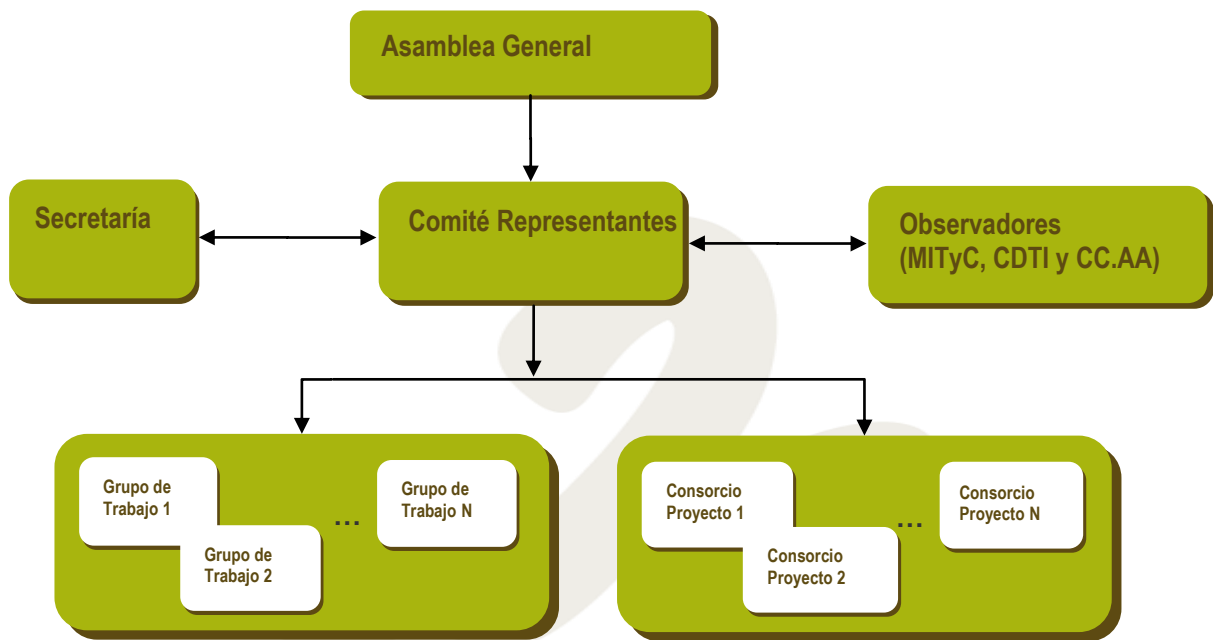 Asamblea General
Secretaría
Comité Representantes
Observadores
(MITyC, CDTI y CC.AA)
Grupo de
Trabajo 1
Grupo de
Trabajo 2
...
Grupo de
Trabajo N
Consorcio
Proyecto 1
Consorcio
Proyecto 2
...
Consorcio
Proyecto N